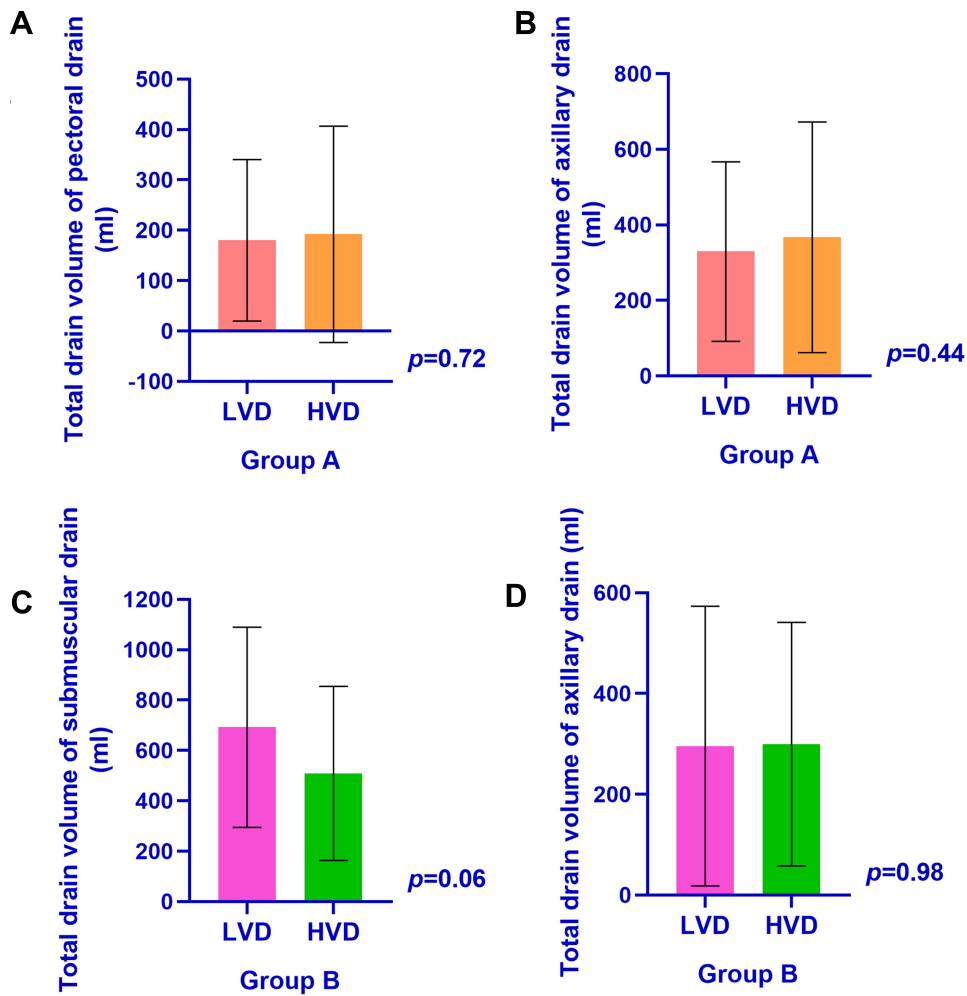 A
Total drain volume of pectoral drain
(ml)
500
400
300
200
100
0
-100
LVD
HVD
Group A
p=0.72
B
Total drain volume of axillary drain
(ml)
800
600
400
200
0
LVD
HVD
Group A
p=0.44
C
Total drain volume of submuscular drain
(ml)
1200
1000
800
600
400
200
0
LVD
HVD
Group B
p=0.06
D
Total drain volume of axillary drain (ml)
600
400
200
0
LVD
HVD
Group B
p=0.98